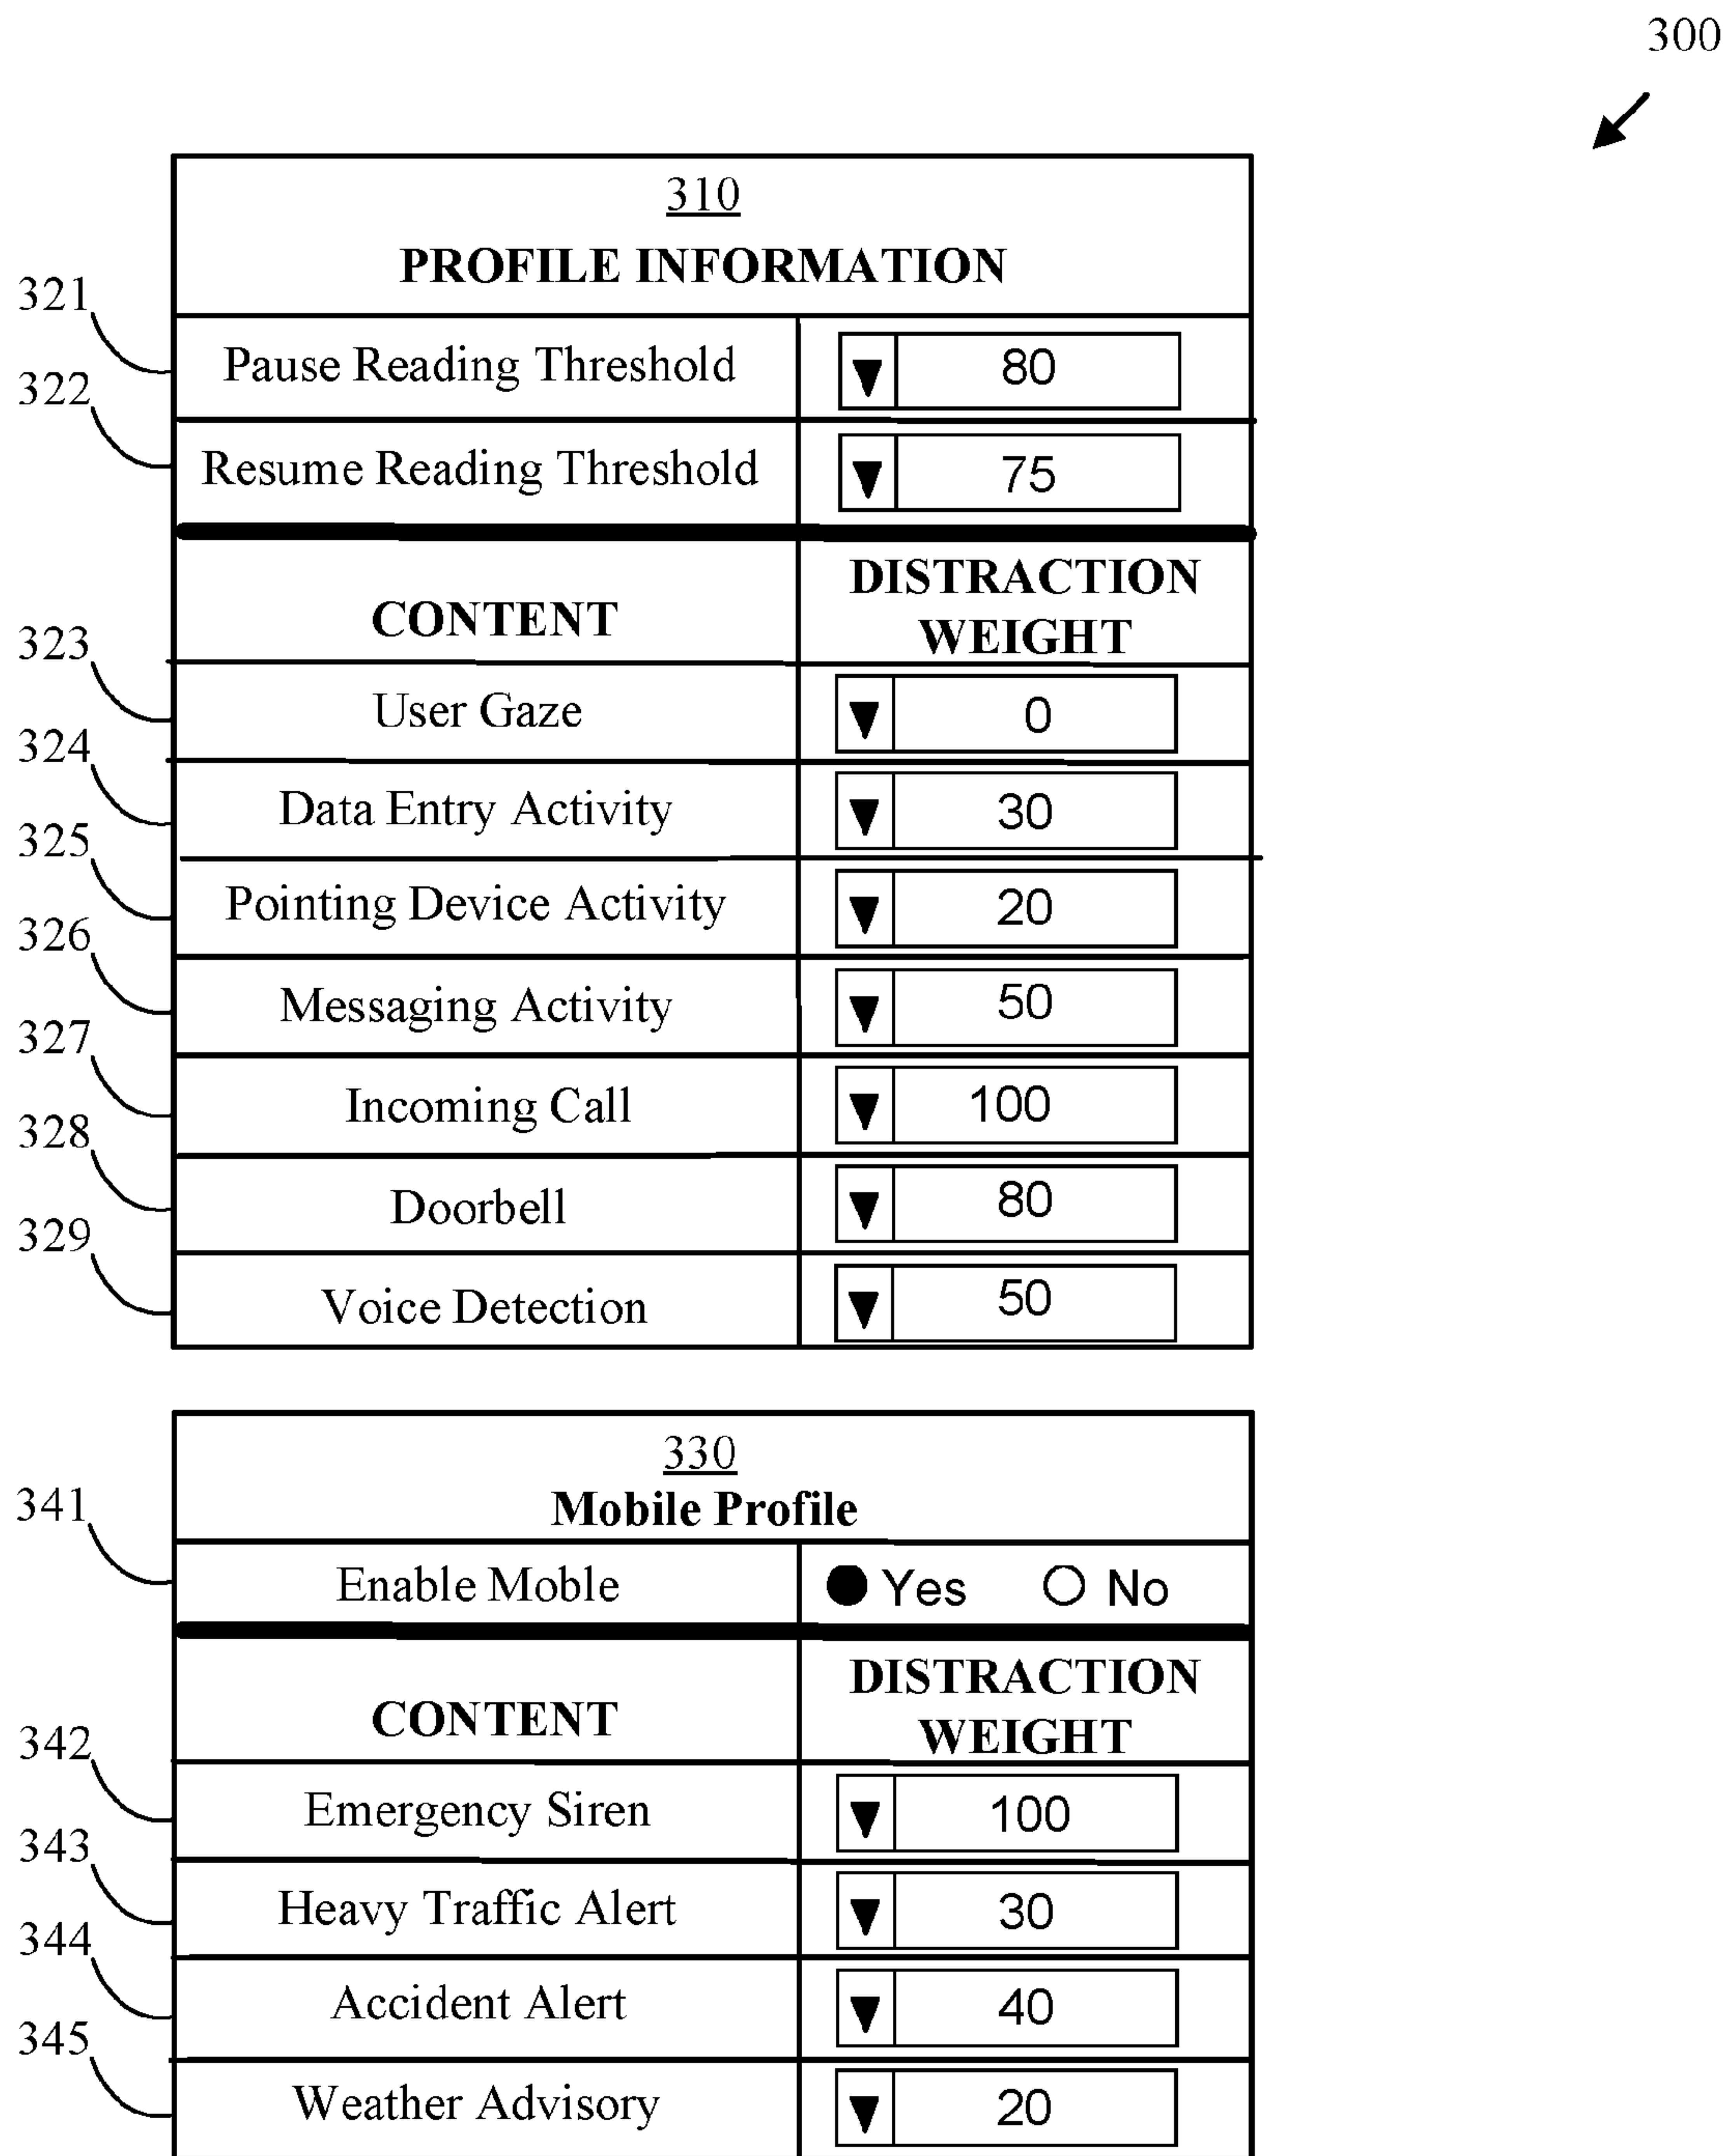 300
310
PROFILE INFORMATION
321
Pause Reading Threshold 80
322
Resume Reading Threshold 75
CONTENT DISTRACTION
WEIGHT
323
User Gaze 0
324
Data Entry Activity 30
325
Pointing Device Activity 20
326
Messaging Activity 50
327
Incoming Call 100
328
Doorbell 80
329
Voice Detection 50
330
Mobile Profile
341
Enable Moble Yes No
CONTENT DISTRACTION
WEIGHT
342
Emergency Siren 100
343
Heavy Traffic Alert 30
344
Accident Alert 40
345
Weather Advisory 20